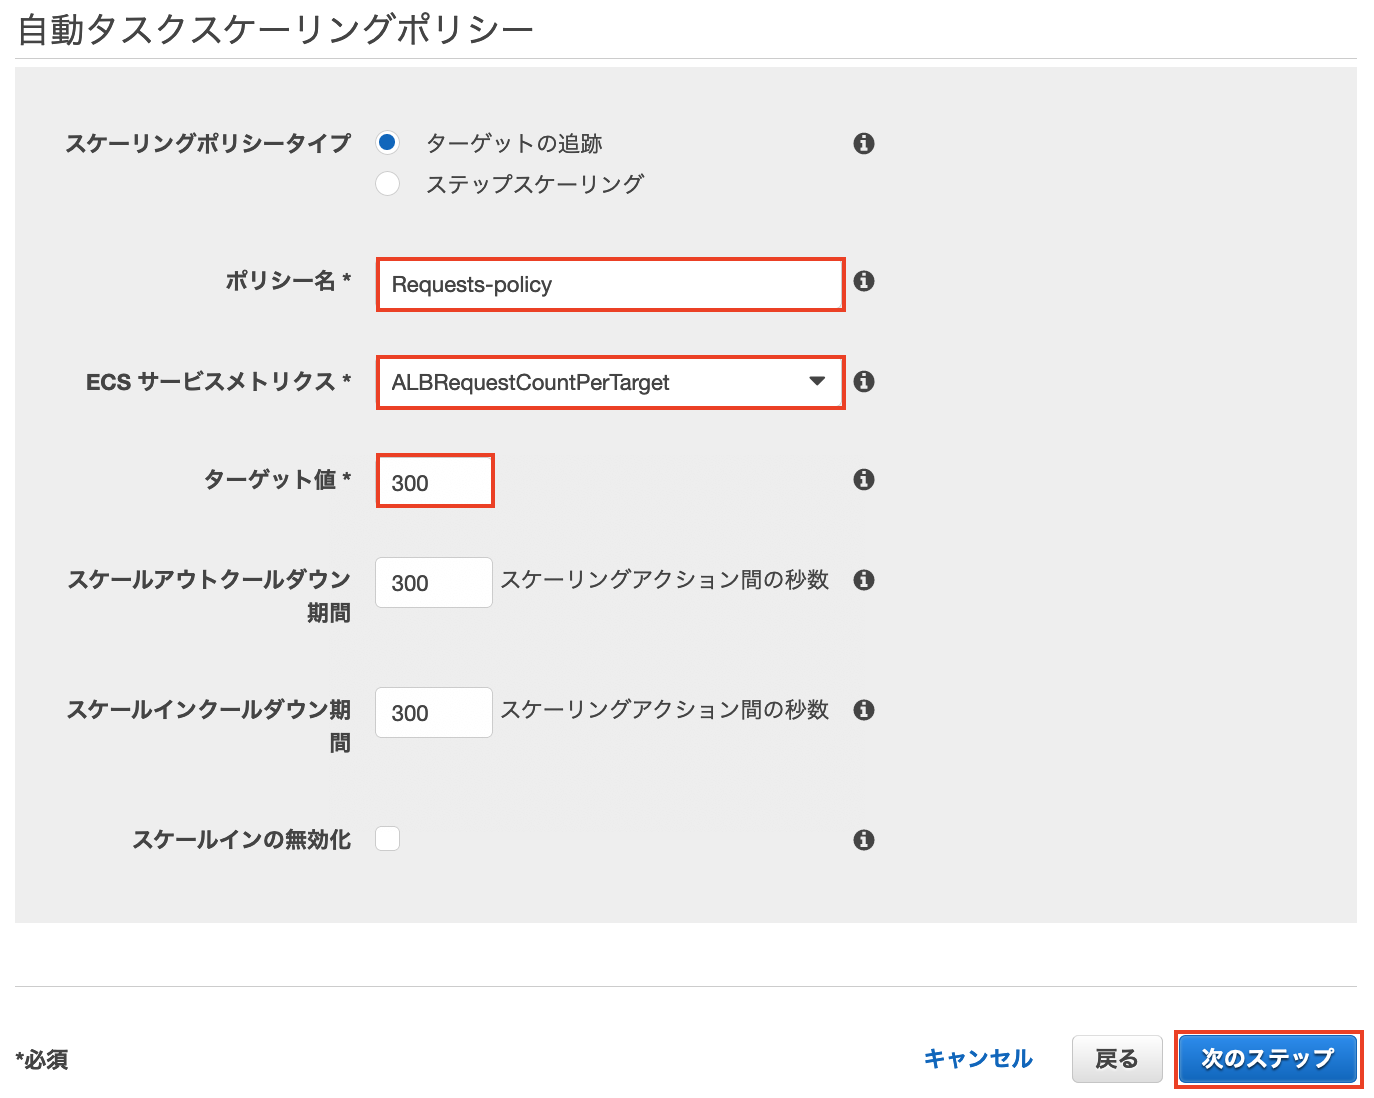 自動タスクスケーリングポリシー
スケーリングポリシータイプ
ターゲットの追跡
ステップスケーリング
ポリシー名 *
Requests-policy
ECS サービスメトリクス *
ALBRequestCountPerTarget
ターゲット値 *
300
スケールアウトクールダウン
期間
300 スケーリングアクション間の秒数
スケールインクールダウン期
間
300 スケーリングアクション間の秒数
スケールインの無効化
*必須
キャンセル
戻る
次のステップ